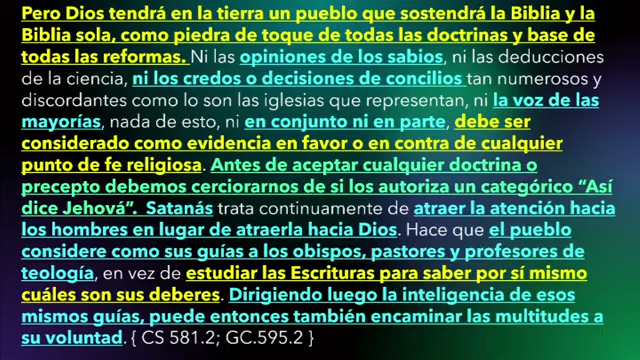 Pero Dios tendrá en la tierra un pueblo que sostendrá la Biblia y la
Biblia sola, como piedra de toque de todas las doctrinas y base de
todas las reformas. Ni las opiniones de los sabios, ni las deducciones
de la ciencia, ni los credos o decisiones de concilios tan numerosos y
discordantes como lo son las iglesias que representan, ni la voz de las
mayorías, nada de esto, ni en conjunto ni en parte, debe ser
considerado como evidencia en favor o en contra de cualquier
punto de fe religiosa. Antes de aceptar cualquier doctrina o
precepto debemos cerciorarnos de si los autoriza un categórico “Así
dice Jehová”. Satanás trata continuamente de atraer la atención hacia
los hombres en lugar de atraerla hacia Dios. Hace que el pueblo
considere como sus guías a los obispos, pastores y profesores de
teología, en vez de estudiar las Escrituras para saber por sí mismo
cuáles son sus deberes. Dirigiendo luego la inteligencia de esos
mismos guías, puede entonces también encaminar las multitudes a
su voluntad. { CS 581.2; GC.595.2 }